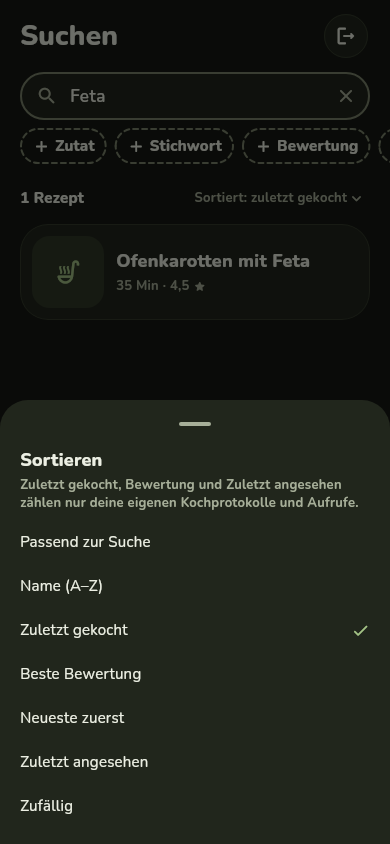 Suchen
Feta
+ Zutat
+ Stichwort
+ Bewertung
1 Rezept
Sortiert: zuletzt gekocht
Ofenkarotten mit Feta
35 Min · 4,5 ★
Sortieren
Zuletzt gekocht, Bewertung und Zuletzt angesehen
zählen nur deine eigenen Kochprotokolle und Aufrufe.
Passend zur Suche
Name (A–Z)
Zuletzt gekocht
Beste Bewertung
Neueste zuerst
Zuletzt angesehen
Zufällig